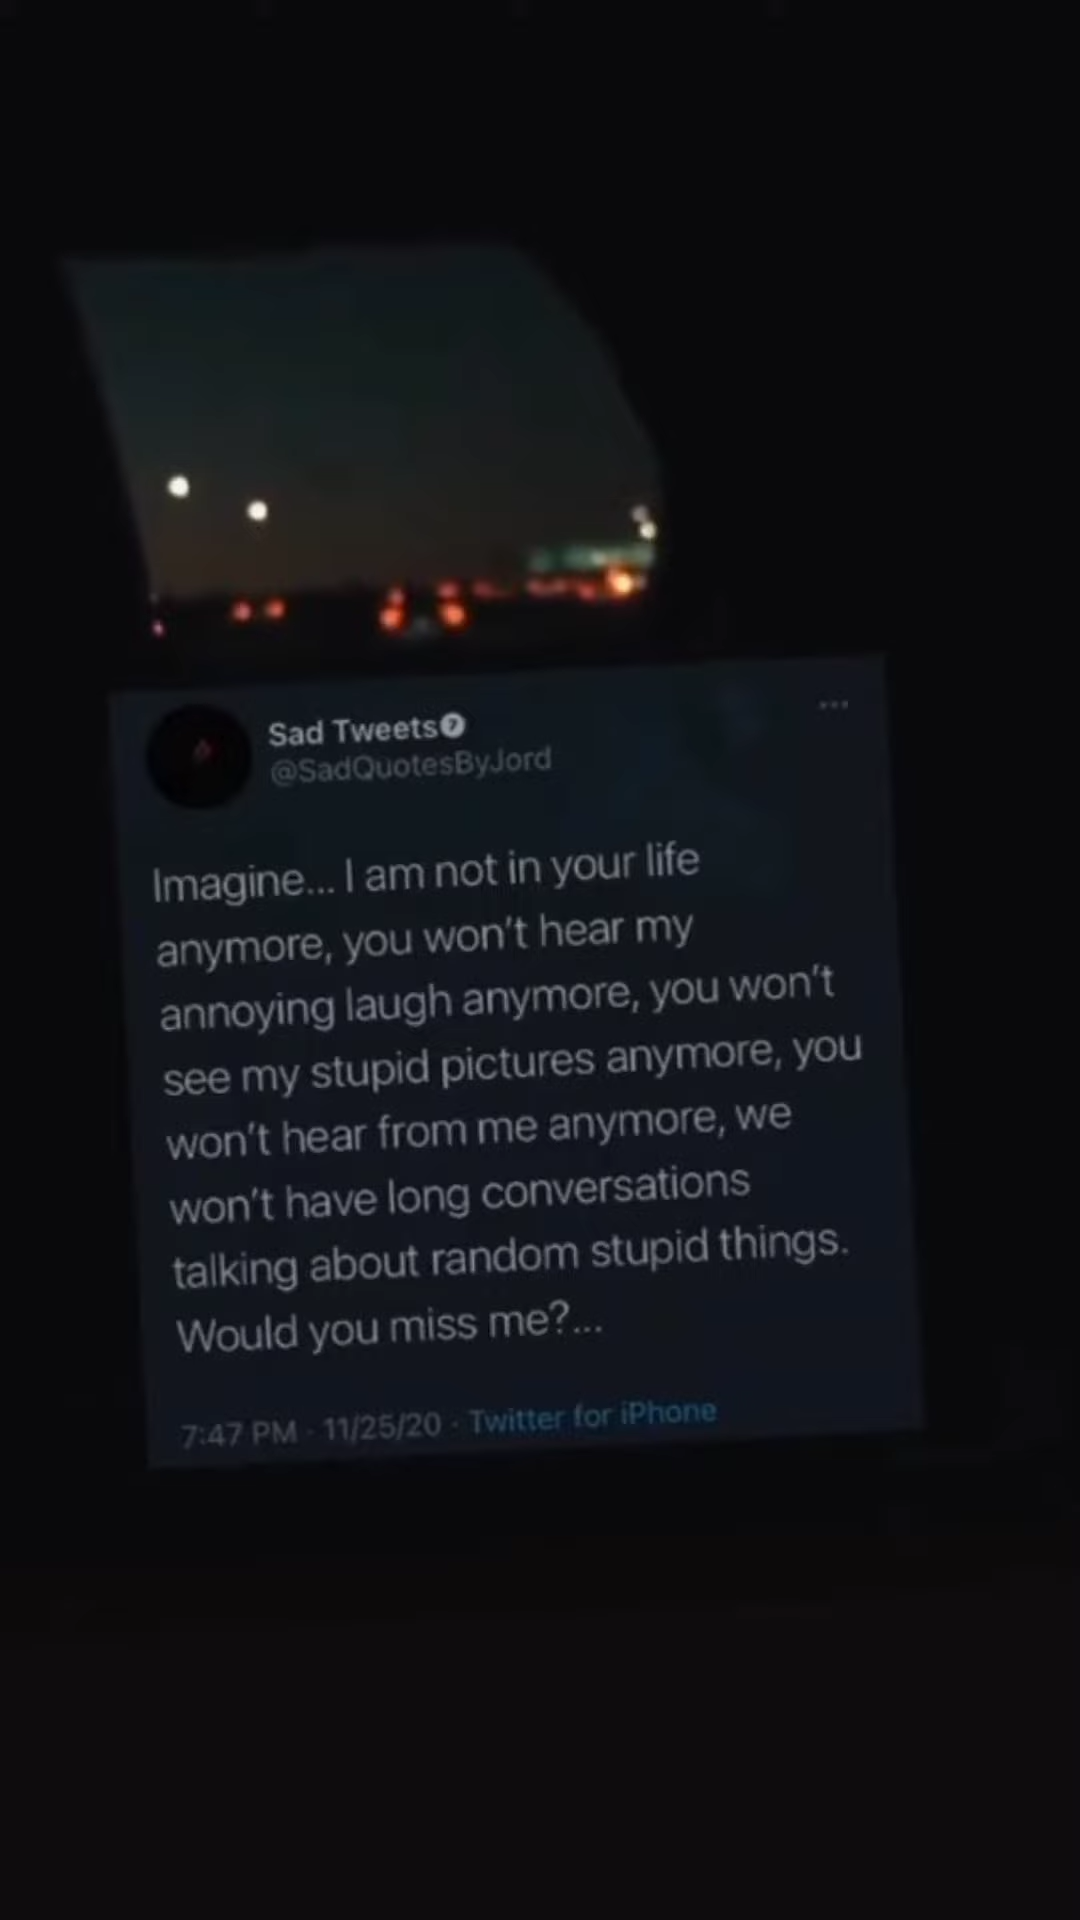 Sad Tweets
@SadQuotesByJord
Imagine... I am not in your life
anymore, you won't hear my
annoying laugh anymore, you won't
see my stupid pictures anymore, you
won't hear from me anymore, we
won't have long conversations
talking about random stupid things.
Would you miss me?...
7:47 PM · 11/25/20 · Twitter for iPhone